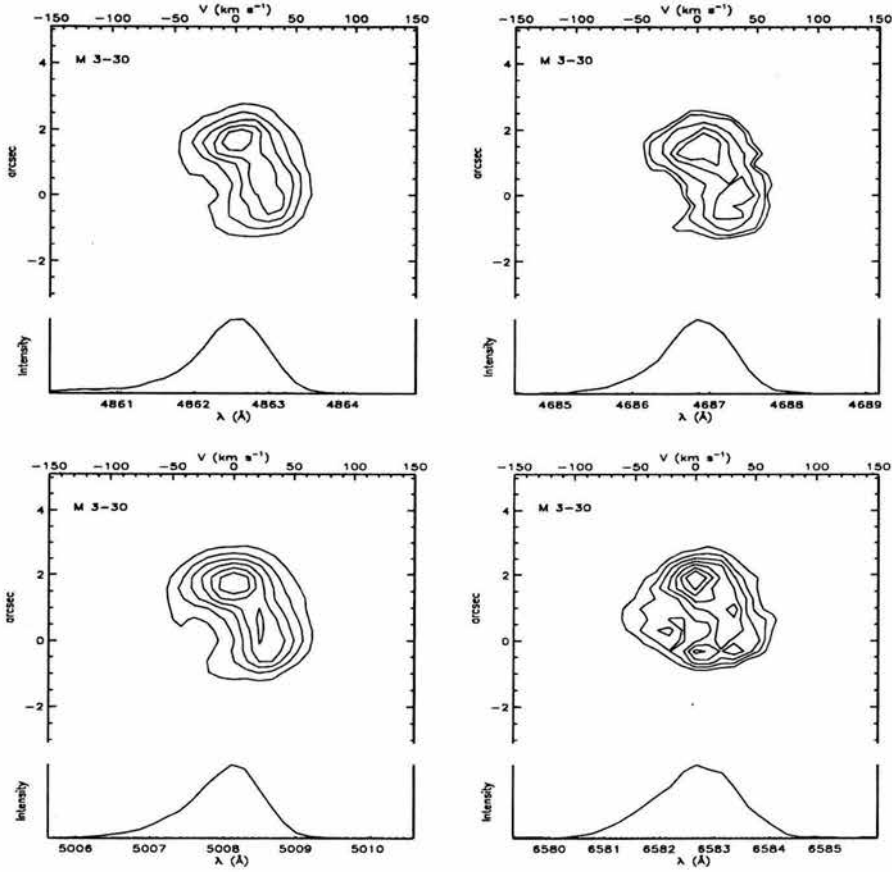 V (km s⁻¹)
−150 −100 −50 0 50 100 150
M 3−30
arcsec
4
2
0
−2
Intensity
4861 4862 4863 4864
λ (Å)
V (km s⁻¹)
−150 −100 −50 0 50 100 150
M 3−30
arcsec
4
2
0
−2
Intensity
4685 4686 4687 4688 4689
λ (Å)
V (km s⁻¹)
−150 −100 −50 0 50 100 150
M 3−30
arcsec
4
2
0
−2
Intensity
5006 5007 5008 5009 5010
λ (Å)
V (km s⁻¹)
−150 −100 −50 0 50 100 150
M 3−30
arcsec
4
2
0
−2
Intensity
6580 6581 6582 6583 6584 6585
λ (Å)